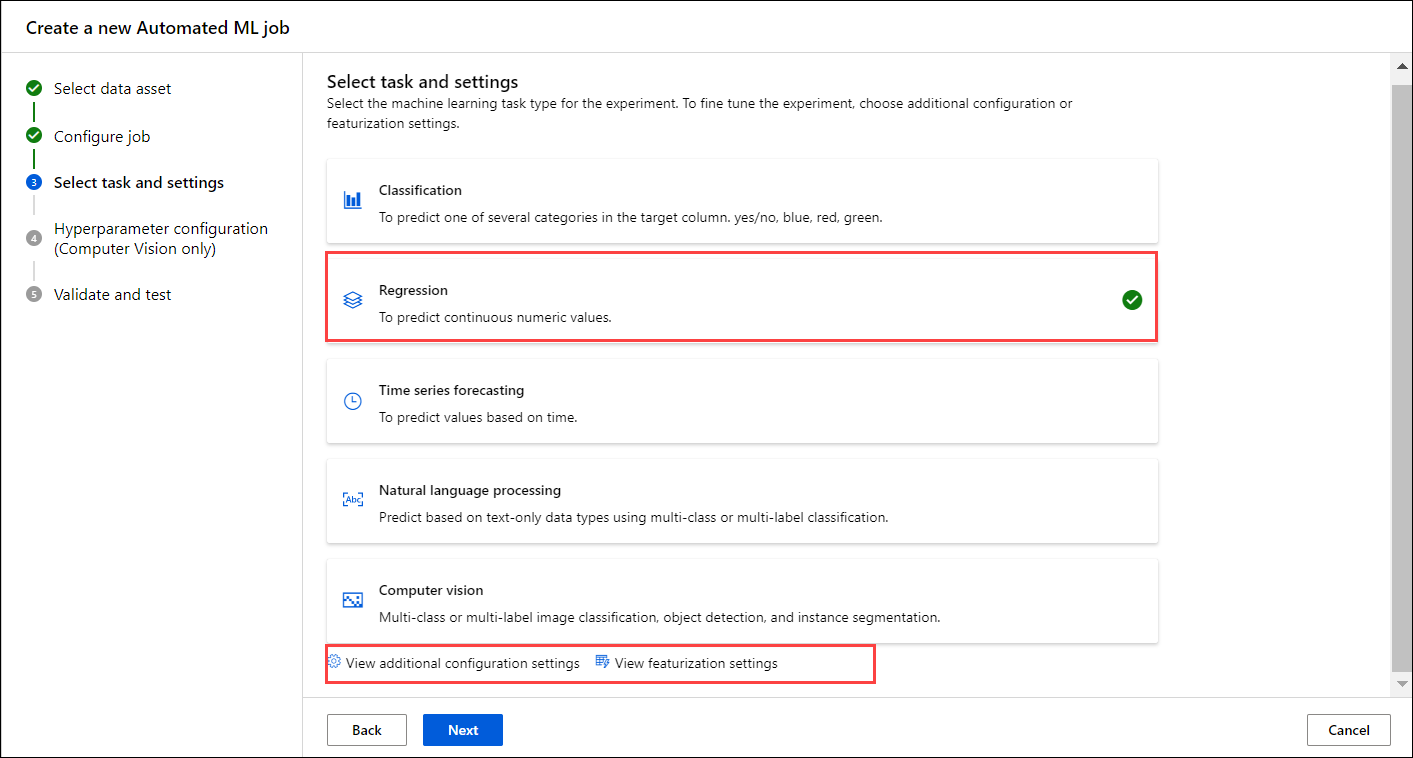 Create a new Automated ML job
Select data asset
Configure job
3 Select task and settings
4 Hyperparameter configuration
(Computer Vision only)
5 Validate and test
Select task and settings
Select the machine learning task type for the experiment. To fine tune the experiment, choose additional configuration or
featurization settings.
Classification
To predict one of several categories in the target column. yes/no, blue, red, green.
Regression
To predict continuous numeric values.
Time series forecasting
To predict values based on time.
Abc
Natural language processing
Predict based on text-only data types using multi-class or multi-label classification.
Computer vision
Multi-class or multi-label image classification, object detection, and instance segmentation.
View additional configuration settings View featurization settings
Back Next Cancel